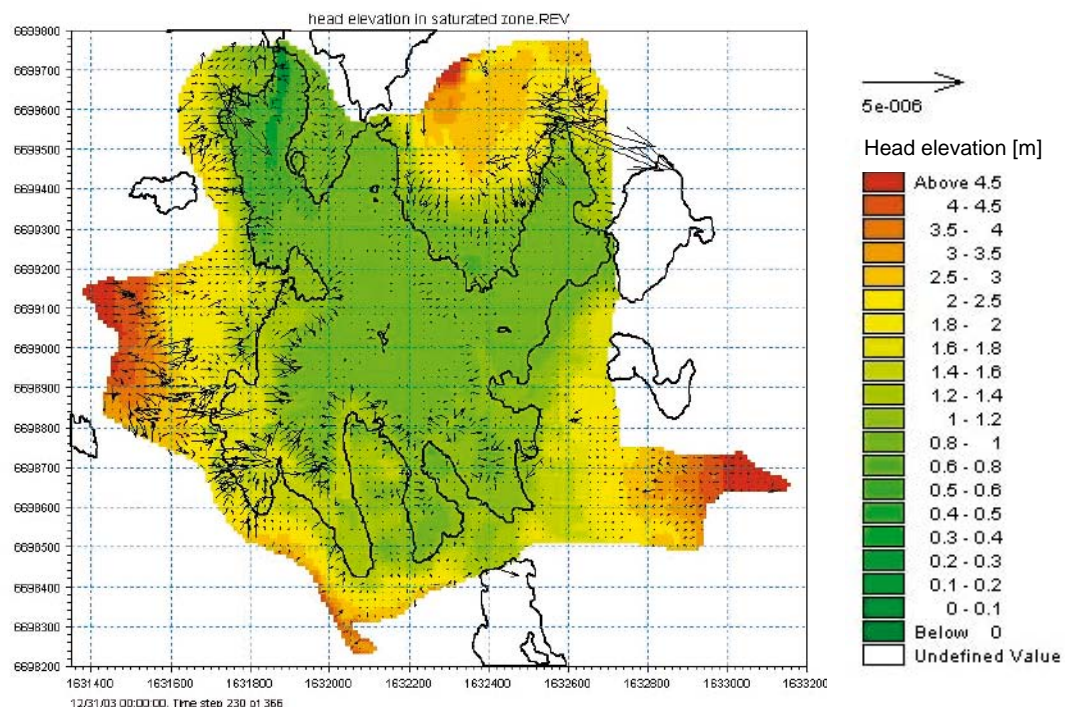 head elevation in saturated zone.REV
6699800
6699700
6699600
6699500
6699400
6699300
6699200
6699100
6699000
6698900
6698800
6698700
6698600
6698500
6698400
6698300
6698200
1631400 1631600 1631800 1632000 1632200 1632400 1632600 1632800 1633000 1633200
12/31/03 00:00:00, Time step 230 of 366
5e-006
Head elevation [m]
Above 4.5
4 - 4.5
3.5 - 4
3 - 3.5
2.5 - 3
2 - 2.5
1.8 - 2
1.6 - 1.8
1.4 - 1.6
1.2 - 1.4
1 - 1.2
0.8 - 1
0.6 - 0.8
0.5 - 0.6
0.4 - 0.5
0.3 - 0.4
0.2 - 0.3
0.1 - 0.2
0 - 0.1
Below 0
Undefined Value